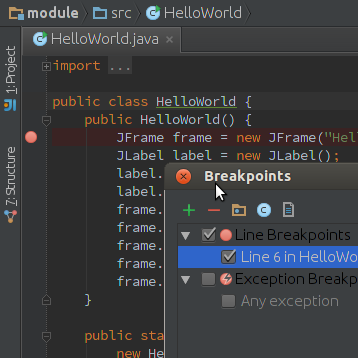 module src HelloWorld
HelloWorld.java
1: Project
7: Structure
import ...
public class HelloWorld {
public HelloWorld() {
JFrame frame = new JFrame("Hel
JLabel label = new JLabel();
label.
label.
frame.
frame.
frame.
frame.
frame.
}
public sta
new He
Breakpoints
Line Breakpoints
Line 6 in HelloWo
Exception Breakp
Any exception